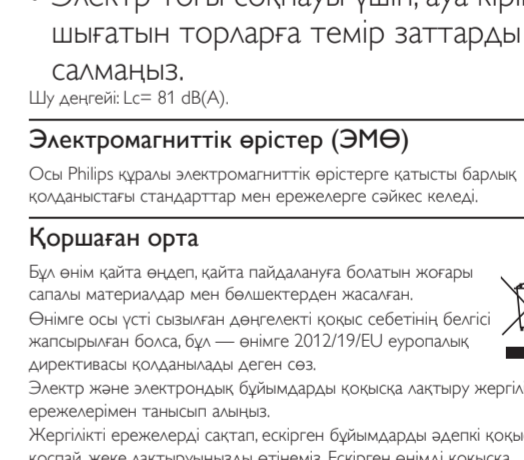 • Электр тоғы соқпауы үшін, ауа
шығатын торларға темір заттарды
салмаңыз.
Шу деңгейі: Lc= 81 dB(A).
Электромагниттік өрістер (ЭМӨ)
Осы Philips құралы электромагниттік өрістерге қатысты барлық
қолданыстағы стандарттар мен ережелерге сәйкес келеді.
Қоршаған орта
Бұл өнім қайта өңдеп, қайта пайдалануға болатын жоғары
сапалы материалдар мен бөлшектерден жасалған.
Өнімге осы үсті сызылған дөңгелекті қоқыс себетінің белгісі
жапсырылған болса, бұл — өнімге 2012/19/EU еуропалық
директивасы қолданылады деген сөз.
Электр және электрондық бұйымдарды қоқысқа лақтыру
ережелерімен танысып алыңыз.
Жергілікті ережелерді сақтап, ескірген бұйымдарды әдепкі
қоспай, жеке лақтыруыңызды өтінеміз. Ескірген өнімді қоқысқа